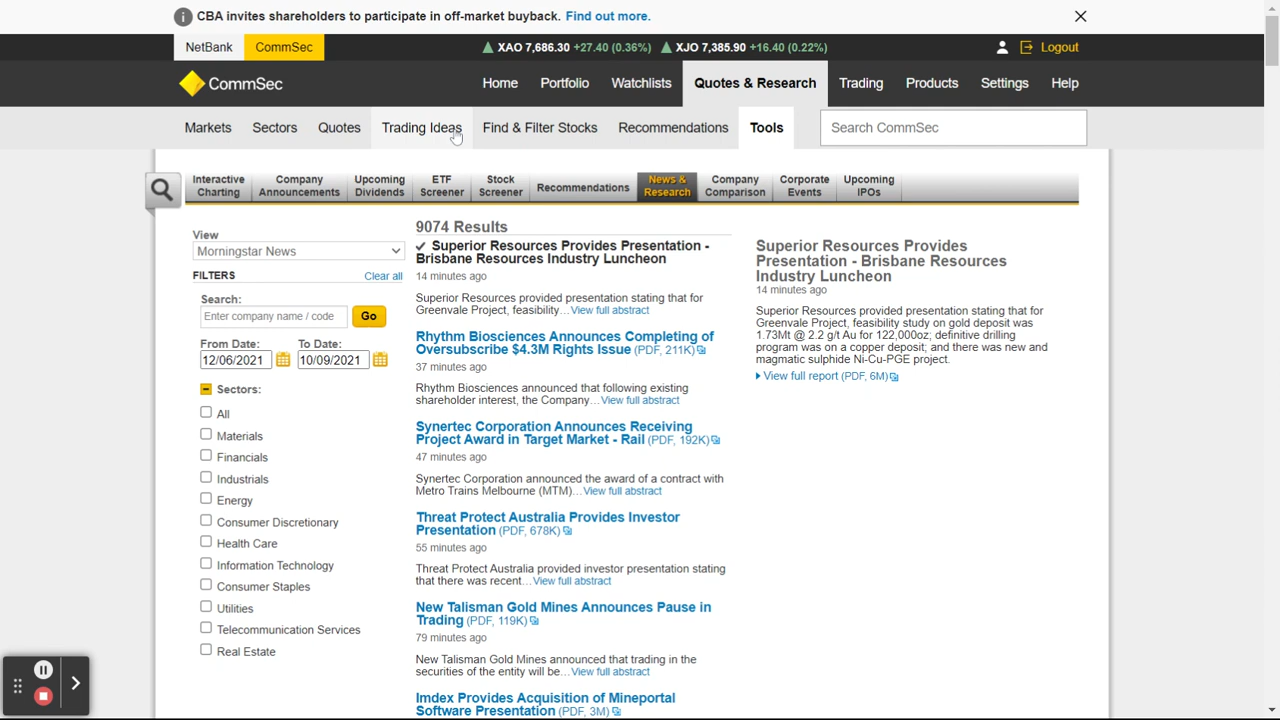 CBA invites shareholders to participate in off-market buyback. Find out more.
NetBank CommSec XAO 7,686.30 +27.40 (0.36%) XJO 7,385.90 +16.40 (0.22%) Logout
CommSec Home Portfolio Watchlists Quotes & Research Trading Products Settings Help
Markets Sectors Quotes Trading Ideas Find & Filter Stocks Recommendations Tools Search CommSec
Interactive Charting
Company Announcements
Upcoming Dividends
ETF Screener
Stock Screener
Recommendations
News & Research
Company Comparison
Corporate Events
Upcoming IPOs
View
Morningstar News
FILTERS Clear all
Search:
Enter company name / code Go
From Date: To Date:
12/06/2021 10/09/2021
Sectors:
All
Materials
Financials
Industrials
Energy
Consumer Discretionary
Health Care
Information Technology
Consumer Staples
Utilities
Telecommunication Services
Real Estate
9074 Results
Superior Resources Provides Presentation -
Brisbane Resources Industry Luncheon
14 minutes ago
Superior Resources provided presentation stating that for
Greenvale Project, feasibility...View full abstract
Rhythm Biosciences Announces Completing of
Oversubscribe $4.3M Rights Issue (PDF, 211K)
37 minutes ago
Rhythm Biosciences announced that following existing
shareholder interest, the Company...View full abstract
Synertec Corporation Announces Receiving
Project Award in Target Market - Rail (PDF, 192K)
47 minutes ago
Synertec Corporation announced the award of a contract with
Metro Trains Melbourne (MTM)...View full abstract
Threat Protect Australia Provides Investor
Presentation (PDF, 678K)
55 minutes ago
Threat Protect Australia provided investor presentation stating
that there was recent...View full abstract
New Talisman Gold Mines Announces Pause in
Trading (PDF, 119K)
79 minutes ago
New Talisman Gold Mines announced that trading in the
securities of the entity will be...View full abstract
Imdex Provides Acquisition of Mineportal
Software Presentation (PDF, 3M)
Superior Resources Provides
Presentation - Brisbane Resources
Industry Luncheon
14 minutes ago
Superior Resources provided presentation stating that for
Greenvale Project, feasibility study on gold deposit was
1.73Mt @ 2.2 g/t Au for 122,000oz; definitive drilling
program was on a copper deposit; and there was new and
magmatic sulphide Ni-Cu-PGE project.
View full report (PDF, 6M)